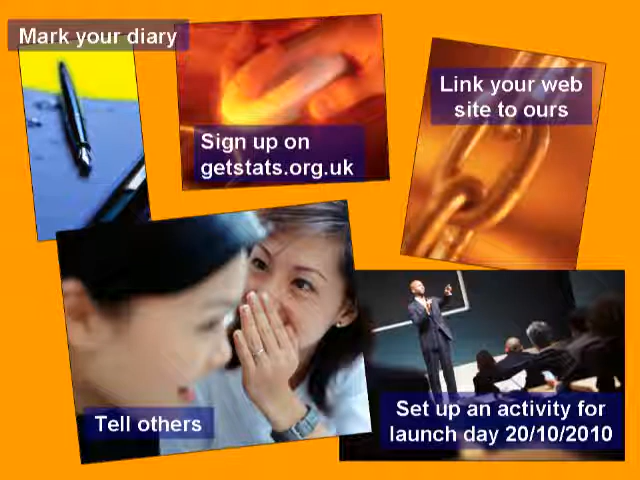 Mark your diary
Sign up on
getstats.org.uk
Link your web
site to ours
Tell others
Set up an activity for
launch day 20/10/2010